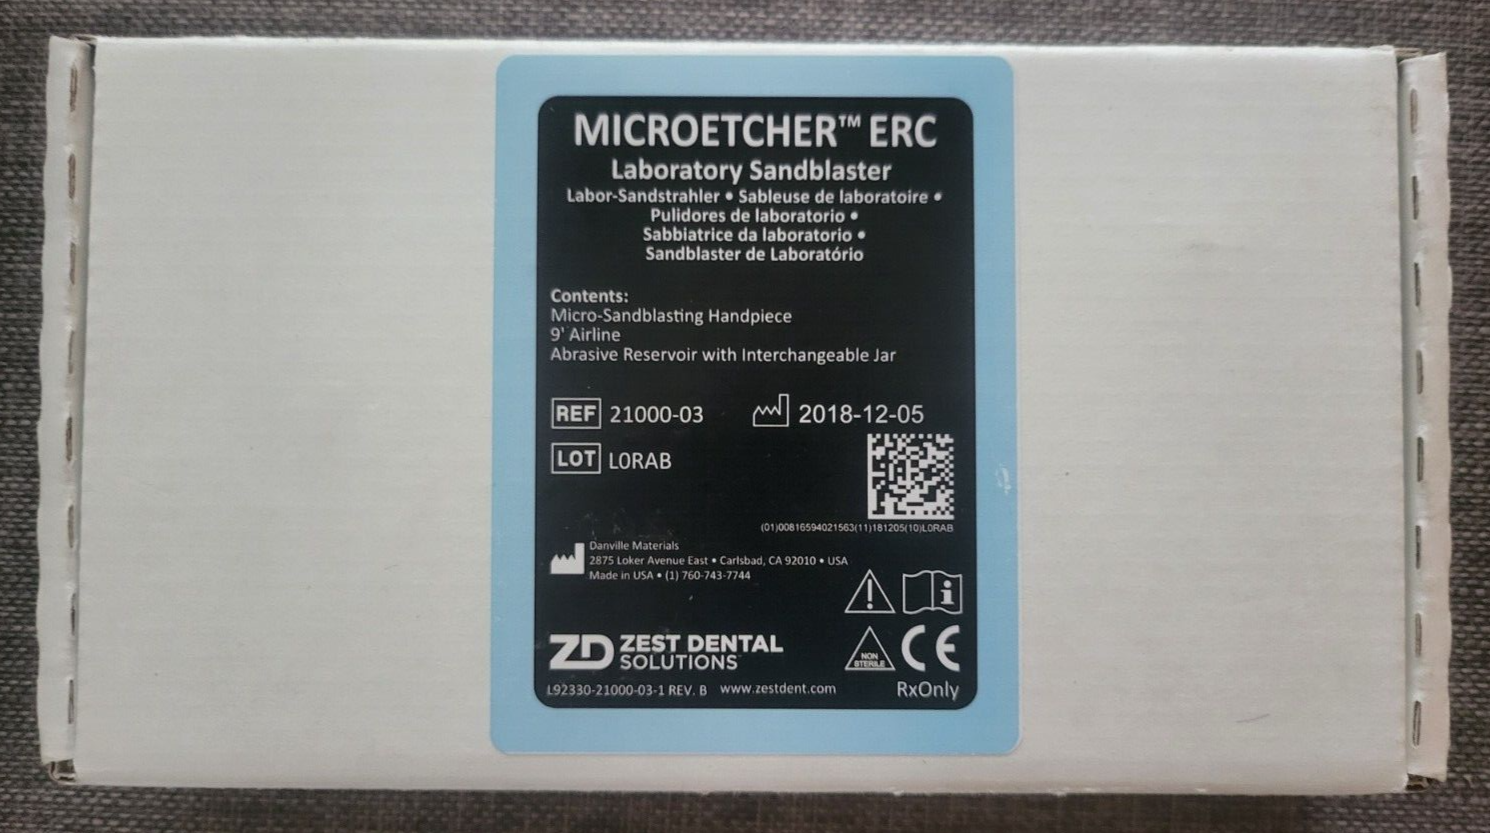 MICROETCHER™ ERC
Laboratory Sandblaster
Labor-Sandstrahler • Sableuse de laboratoire •
Pulidores de laboratorio •
Sabbiatrice da laboratorio •
Sandblaster de Laboratório
Contents:
Micro-Sandblasting Handpiece
9' Airline
Abrasive Reservoir with Interchangeable Jar
REF 21000-03 2018-12-05
LOT L0RAB
(01)00816594021563(11)181205(10)L0RAB
Danville Materials
2875 Loker Avenue East • Carlsbad, CA 92010 • USA
Made in USA • (1) 760-743-7744
ZD ZEST DENTAL
SOLUTIONS
NON
STERILE
CE
L92330-21000-03-1 REV. B www.zestdent.com RxOnly